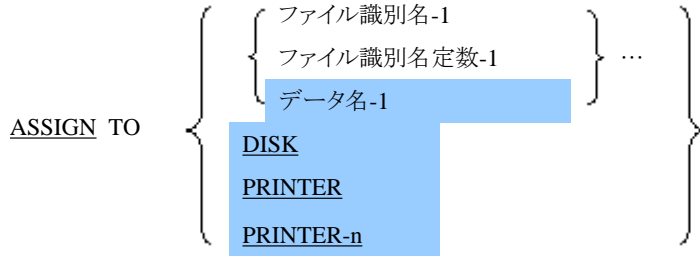 ファイル識別名-1
ファイル識別名定数-1
…
データ名-1
ASSIGN TO
DISK
PRINTER
PRINTER-n